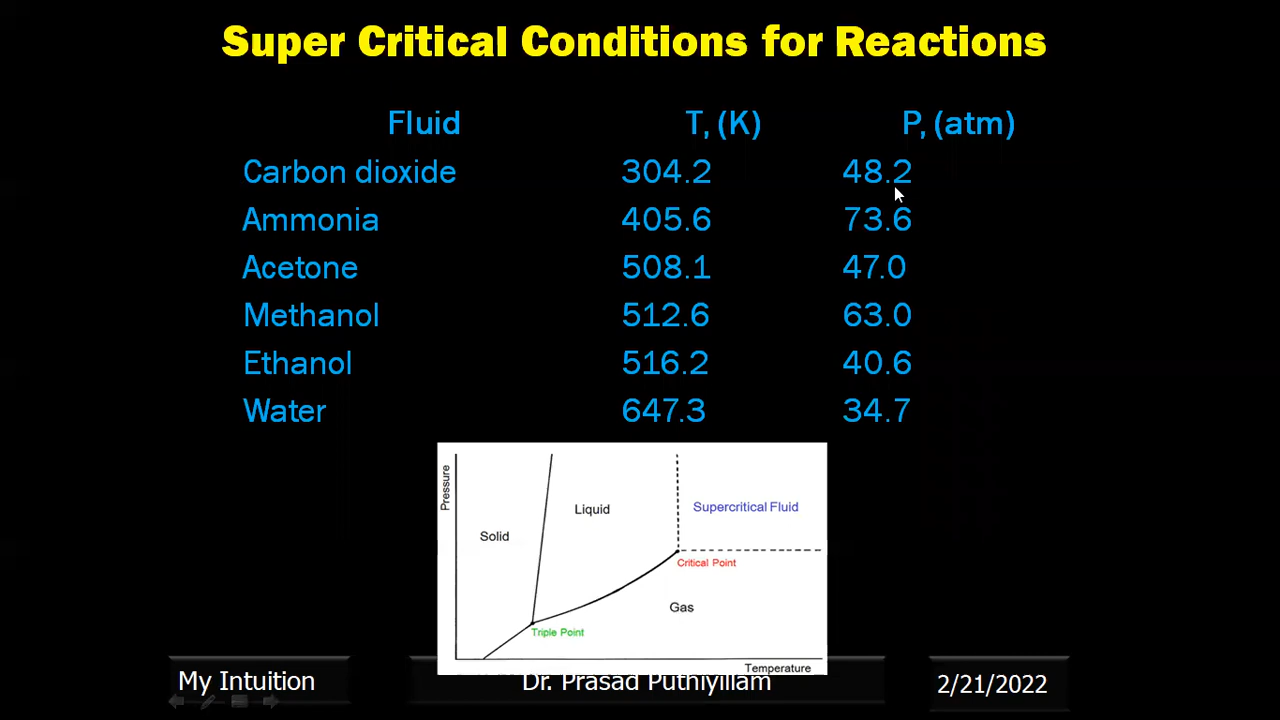 Super Critical Conditions for Reactions
Fluid T, (K) P, (atm)
Carbon dioxide 304.2 48.2
Ammonia 405.6 73.6
Acetone 508.1 47.0
Methanol 512.6 63.0
Ethanol 516.2 40.6
Water 647.3 34.7
Pressure
Solid
Liquid
Supercritical Fluid
Critical Point
Gas
Triple Point
Temperature
My Intuition
Dr. Prasad Puthiyillam
2/21/2022